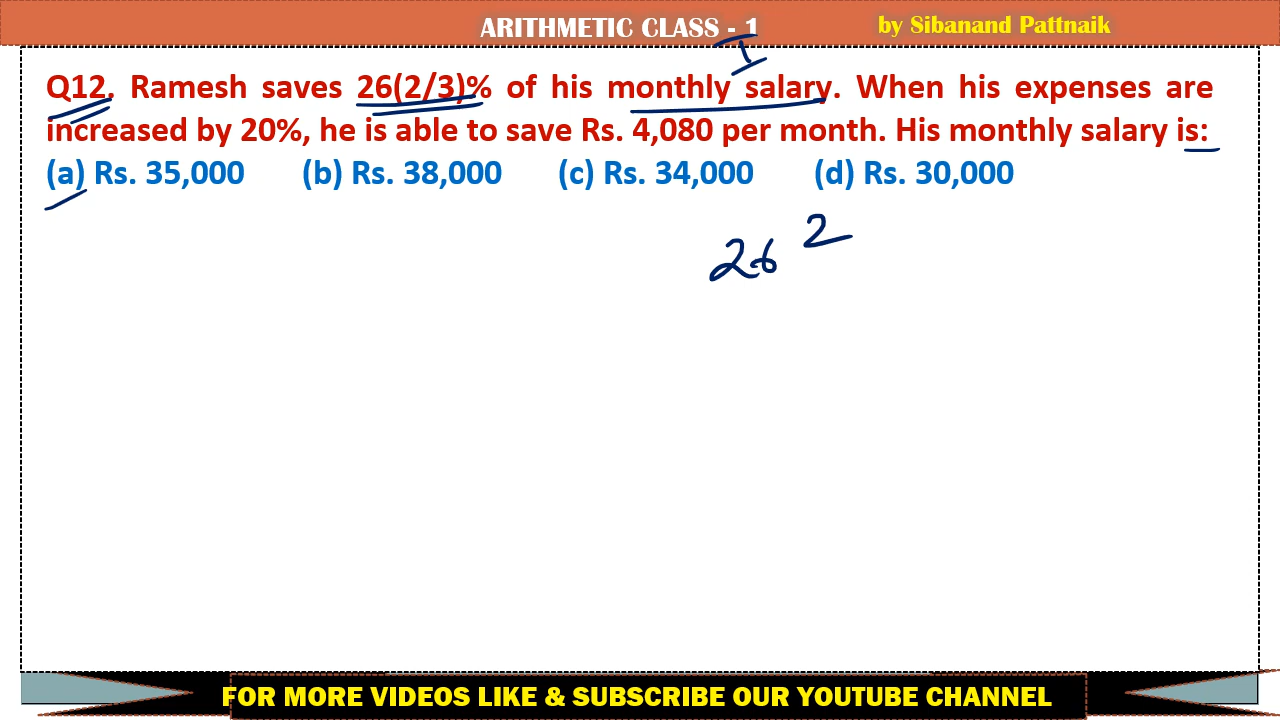 ARITHMETIC CLASS - 1
by Sibanand Pattnaik
I
Q12. Ramesh saves 26(2/3)% of his monthly salary. When his expenses are
increased by 20%, he is able to save Rs. 4,080 per month. His monthly salary is:
(a) Rs. 35,000 (b) Rs. 38,000 (c) Rs. 34,000 (d) Rs. 30,000
26 2
FOR MORE VIDEOS LIKE & SUBSCRIBE OUR YOUTUBE CHANNEL